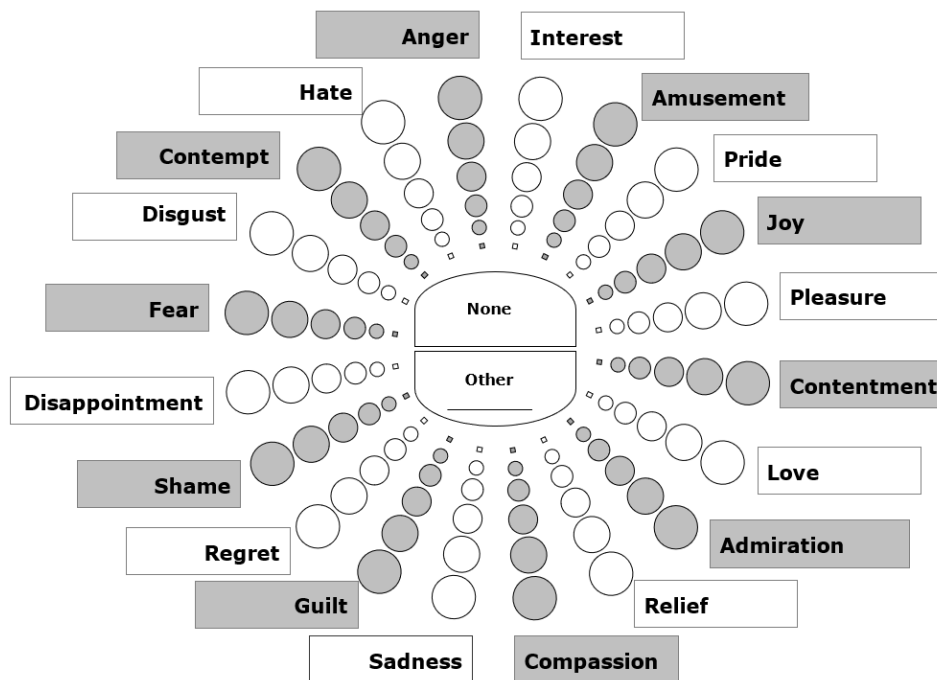 Anger
Interest
Hate
Amusement
Contempt
Pride
Disgust
Joy
Fear
Pleasure
None
Other
Disappointment
Contentment
Shame
Love
Regret
Admiration
Guilt
Relief
Sadness
Compassion